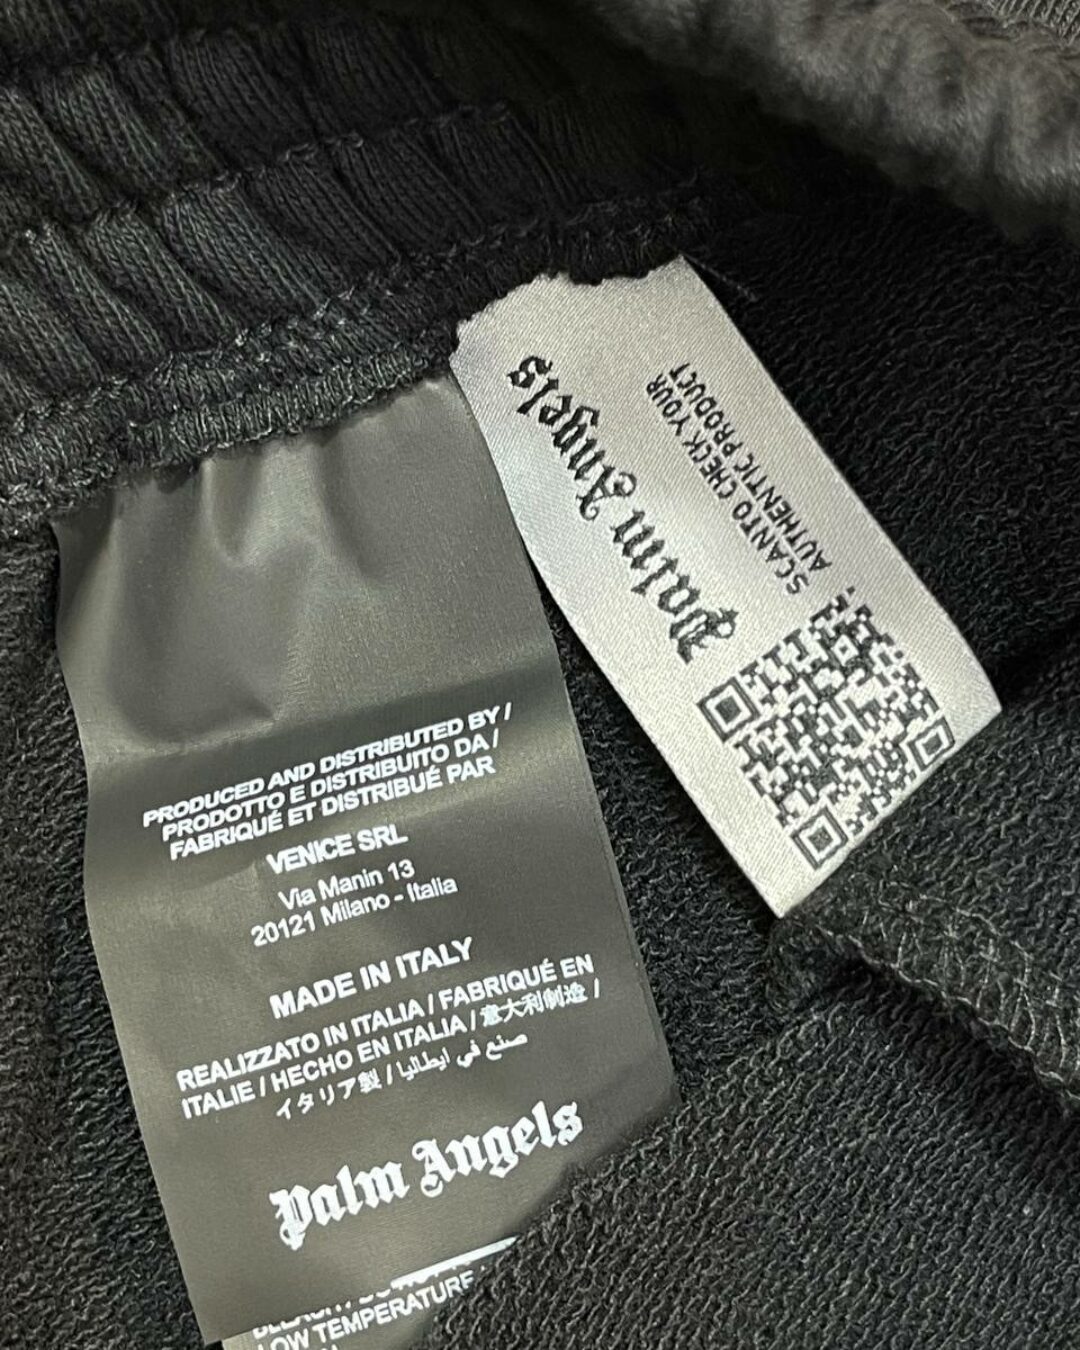 Palm Angels
SCAN TO CHECK YOUR
AUTHENTIC PRODUCT
PRODUCED AND DISTRIBUTED BY /
PRODOTTO E DISTRIBUITO DA /
FABRIQUÉ ET DISTRIBUÉ PAR
VENICE SRL
Via Manin 13
20121 Milano - Italia
MADE IN ITALY
REALIZZATO IN ITALIA / FABRIQUÉ EN
ITALIE / HECHO EN ITALIA / 意大利制造 /
イタリア製 / صنع في ايطاليا
Palm Angels
LOW TEMPERATURE